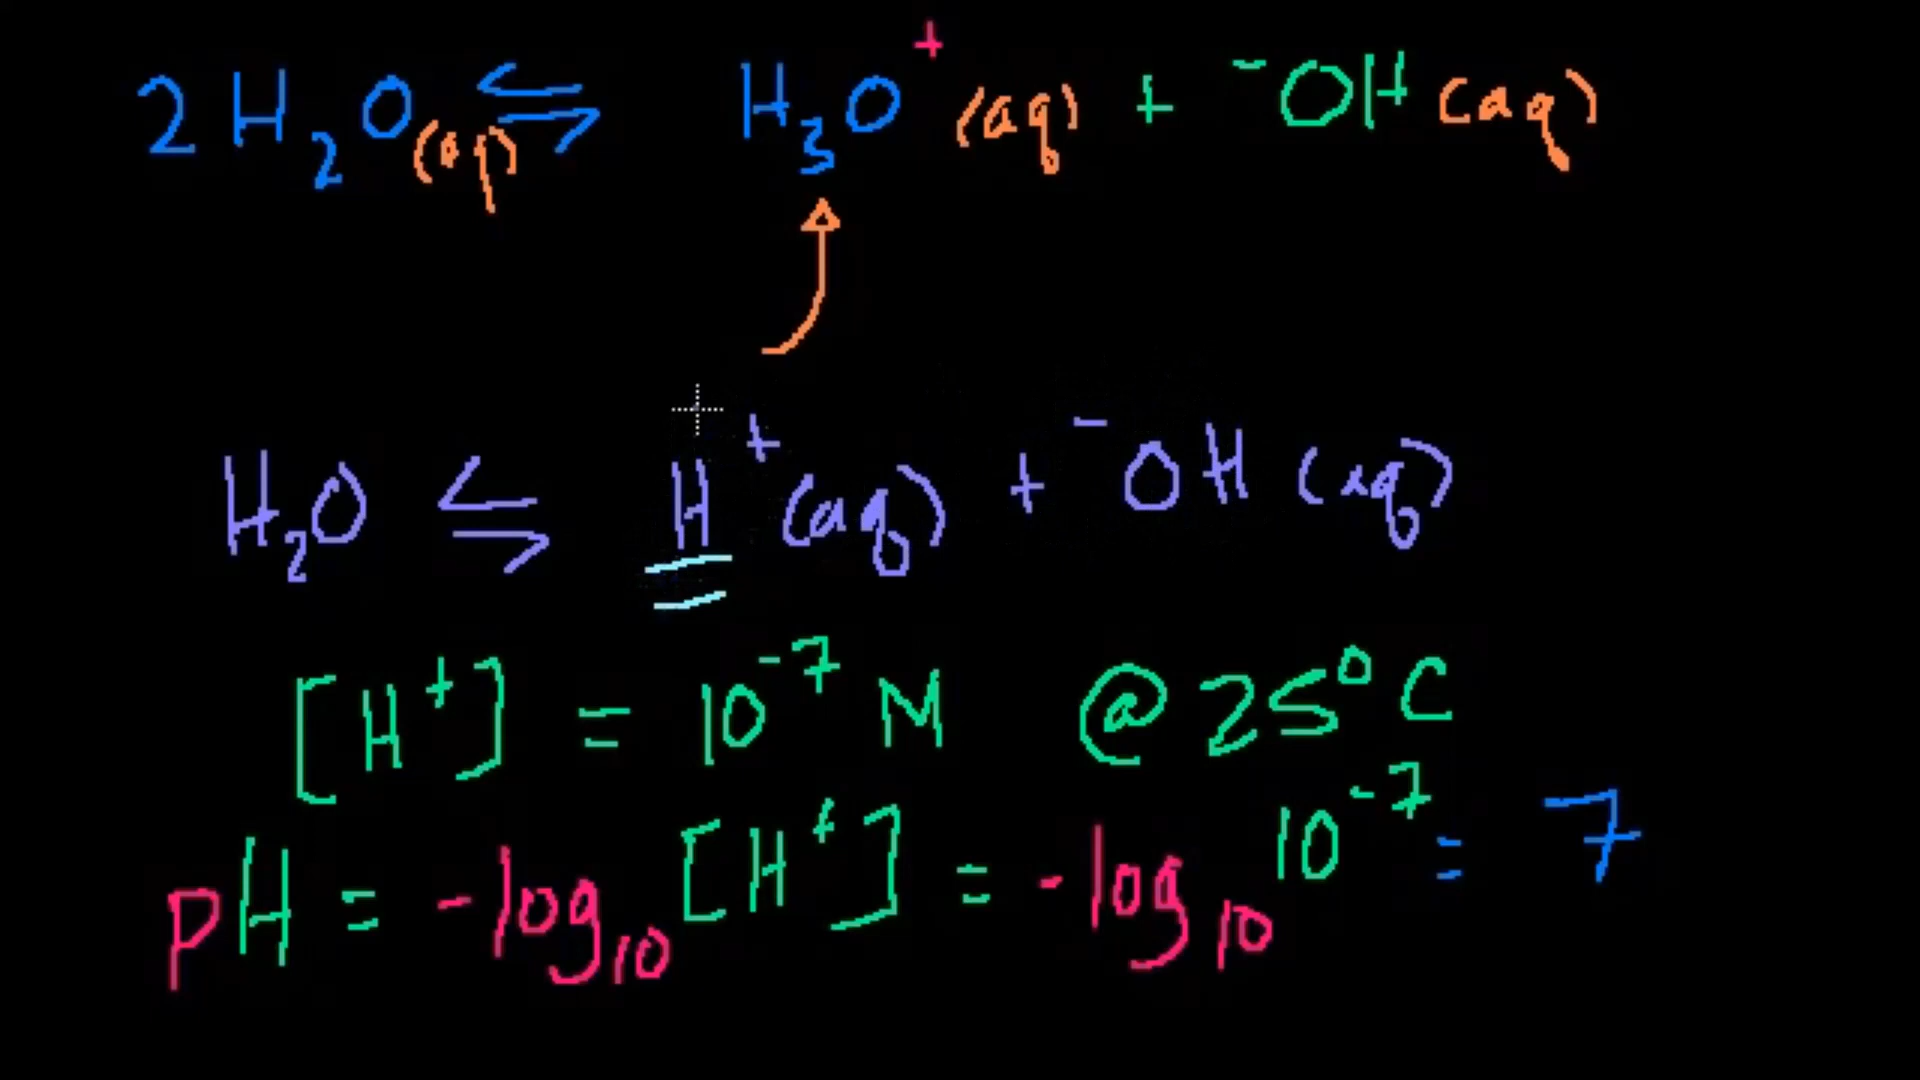 2 H₂O(aq) ⇌ H₃O⁺ (aq) + ⁻OH (aq)
H₂O ⇌ H⁺ (aq) + ⁻OH (aq)
[H⁺] = 10⁻⁷ M @ 25° C
pH = -log₁₀ [H⁺] = -log₁₀ 10⁻⁷ = 7